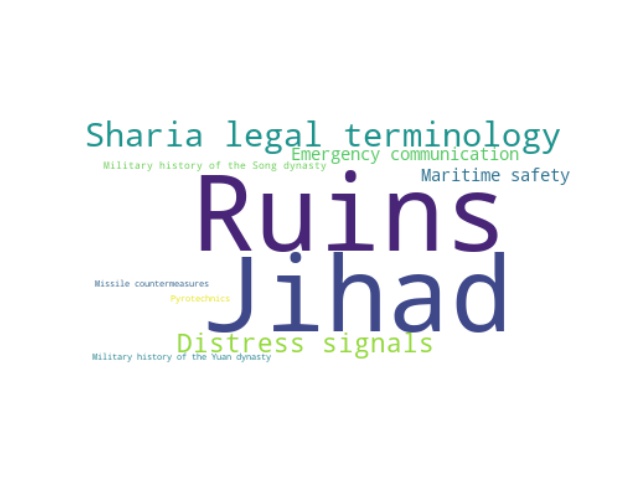 Sharia legal terminology
Emergency communication
Military history of the Song dynasty
Maritime safety
Ruins
Jihad
Missile countermeasures
Pyrotechnics
Distress signals
Military history of the Yuan dynasty